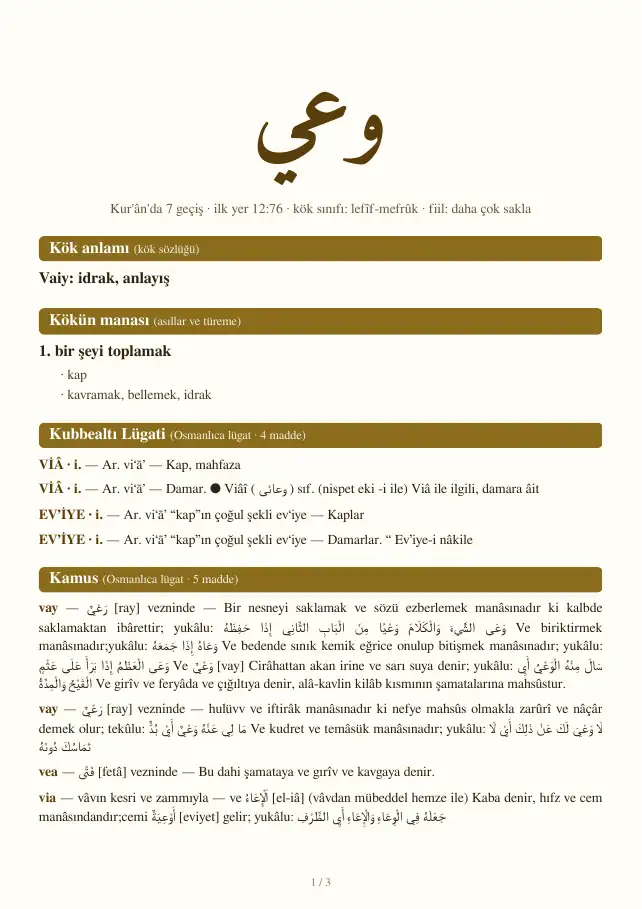 وعي
Kur'ân'da 7 geçiş · ilk yer 12:76 · kök sınıfı: lefîf-mefrûk · fiil: daha çok sakla
Kök anlamı (kök sözlüğü)
Vaiy: idrak, anlayış
Kökün manası (asıllar ve türeme)
1. bir şeyi toplamak
· kap
· kavramak, bellemek, idrak
Kubbealtı Lügati (Osmanlıca lügat · 4 madde)
VİÂ · i. — Ar. vi‘ā’ — Kap, mahfaza
VİÂ · i. — Ar. vi‘ā’ — Damar. ● Viâî ( وعائى ) sıf. (nispet eki -i ile) Viâ ile ilgili, damara âit
EV’İYE · i. — Ar. vi‘ā’ “kap”ın çoğul şekli ev‘iye — Kaplar
EV’İYE · i. — Ar. vi‘ā’ “kap”ın çoğul şekli ev‘iye — Damarlar. “ Ev’iye-i nâkile
Kamus (Osmanlıca lügat · 5 madde)
vay — رَعْيٌ [ray] vezninde — Bir nesneyi saklamak ve sözü ezberlemek manâsınadır ki kalbde
saklamaktan ibârettir; yukâlu: وَعَى الشَّيْءَ وَالْكَلاَمَ وَعْيًا مِنَ الْبَابِ الثَّانِى إِذَا حَفِظَهُ Ve biriktirmek
manâsınadır;yukâlu: وَعَاهُ إِذَا جَمَعَهُ Ve bedende sınık kemik eğrice onulup bitişmek manâsınadır; yukâlu:
وَعَى الْعَظْمُ إِذَا بَرَأَ عَلَى عَثْمٍ Ve وَعْيٌ [vay] Cirâhattan akan irine ve sarı suya denir; yukâlu: سَالَ مِنْهُ الْوَعْيُ أَيِ
الْقَيْحُ وَالْمِدَّةُ Ve girîv ve feryâda ve çığıltıya denir, alâ-kavlin kilâb kısmının şamatalarına mahsûstur.
vay — رَعْيٌ [ray] vezninde — hulüvv ve iftirâk manâsınadır ki nefye mahsûs olmakla zarûrî ve nâçâr
demek olur; tekûlu: مَا لِي عَنْهُ وَعْيٌ أَيْ بُدٌّ Ve kudret ve temâsük manâsınadır; yukâlu: لاَ وَعْيَ لَكَ عَنْ ذَلِكَ أَيْ لاَ
تَمَاسُكَ دُونَهُ
vea — فَتًى [fetâ] vezninde — Bu dahi şamataya ve gırîv ve kavgaya denir.
via — vâvın kesri ve zammıyla — ve اَلْإِعَاءُ [el-iâ] (vâvdan mübeddel hemze ile) Kaba denir, hıfz ve cem
manâsındandır;cemi أَوْعِيَةٌ [eviyet] gelir; yukâlu: جَعَلَهُ فِي الْوِعَاءِ وَالْإِعَاءِ أَيِ الظَّرْفِ
1 / 3